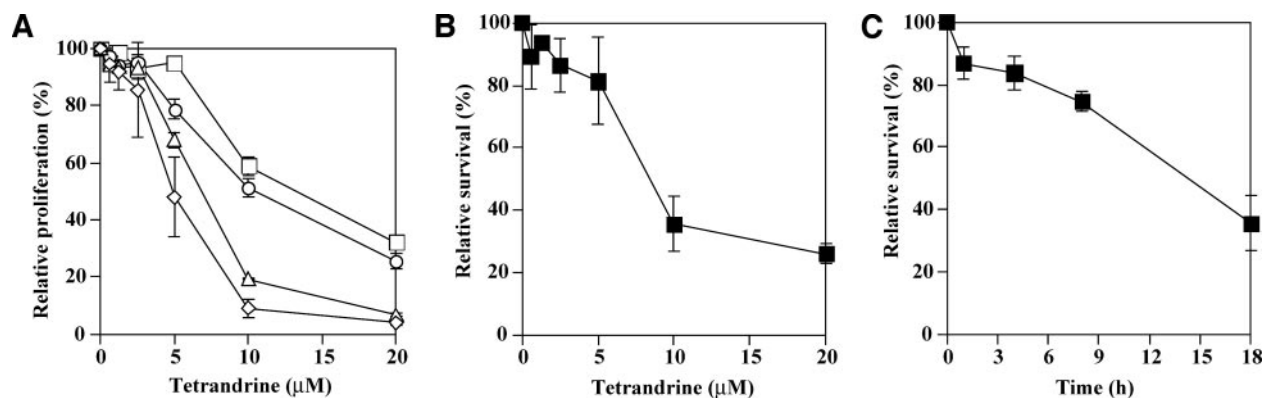 A
Relative proliferation (%)
100
80
60
40
20
0
0 5 10 15 20
Tetrandrine (μM)
B
Relative survival (%)
100
80
60
40
20
0
0 5 10 15 20
Tetrandrine (μM)
C
Relative survival (%)
100
80
60
40
20
0
0 3 6 9 12 15 18
Time (h)